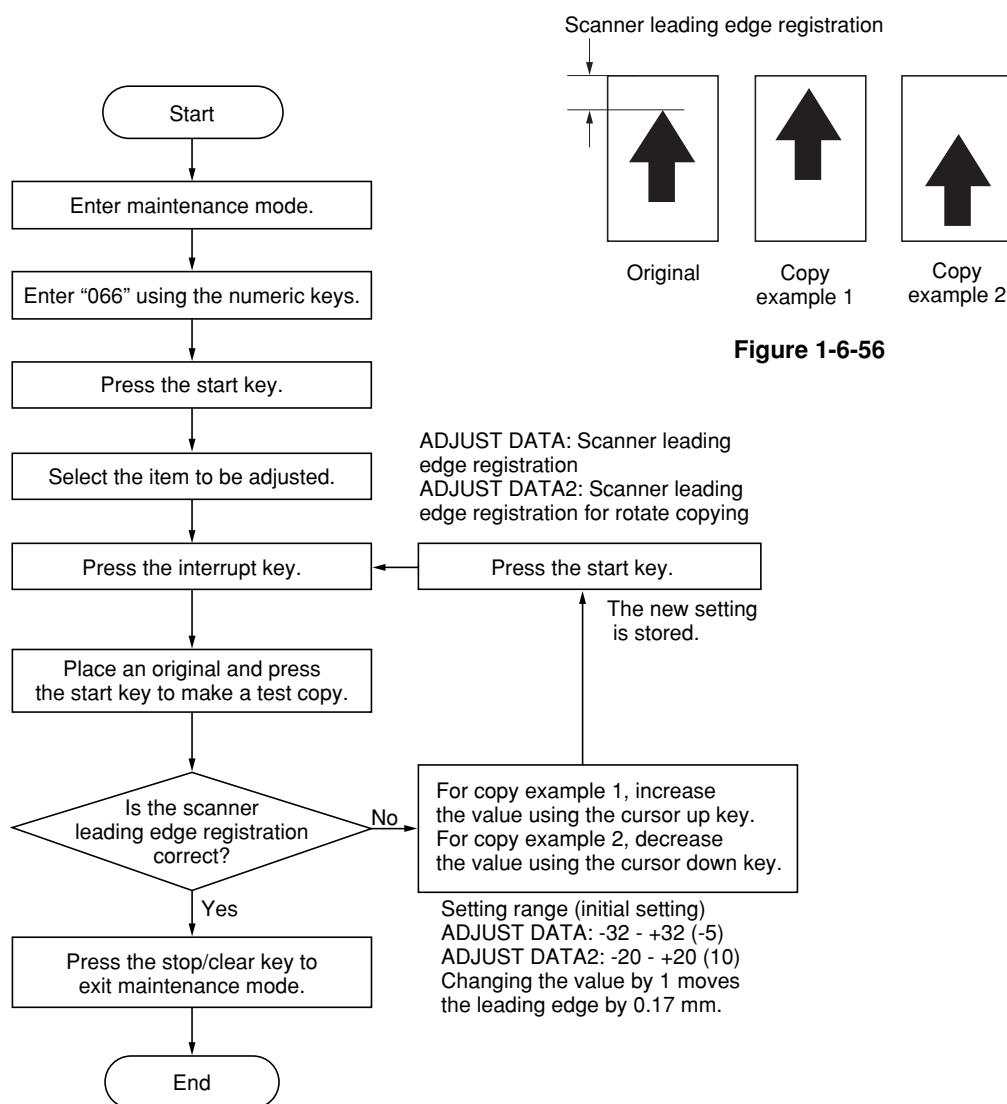 Scanner leading edge registration
Original
Copy
example 1
Copy
example 2
Figure 1-6-56
Start
Enter maintenance mode.
Enter “066” using the numeric keys.
Press the start key.
Select the item to be adjusted.
ADJUST DATA: Scanner leading
edge registration
ADJUST DATA2: Scanner leading
edge registration for rotate copying
Press the interrupt key.
Press the start key.
The new setting
is stored.
Place an original and press
the start key to make a test copy.
Is the scanner
leading edge registration
correct?
No
For copy example 1, increase
the value using the cursor up key.
For copy example 2, decrease
the value using the cursor down key.
Setting range (initial setting)
ADJUST DATA: -32 - +32 (-5)
ADJUST DATA2: -20 - +20 (10)
Changing the value by 1 moves
the leading edge by 0.17 mm.
Yes
Press the stop/clear key to
exit maintenance mode.
End